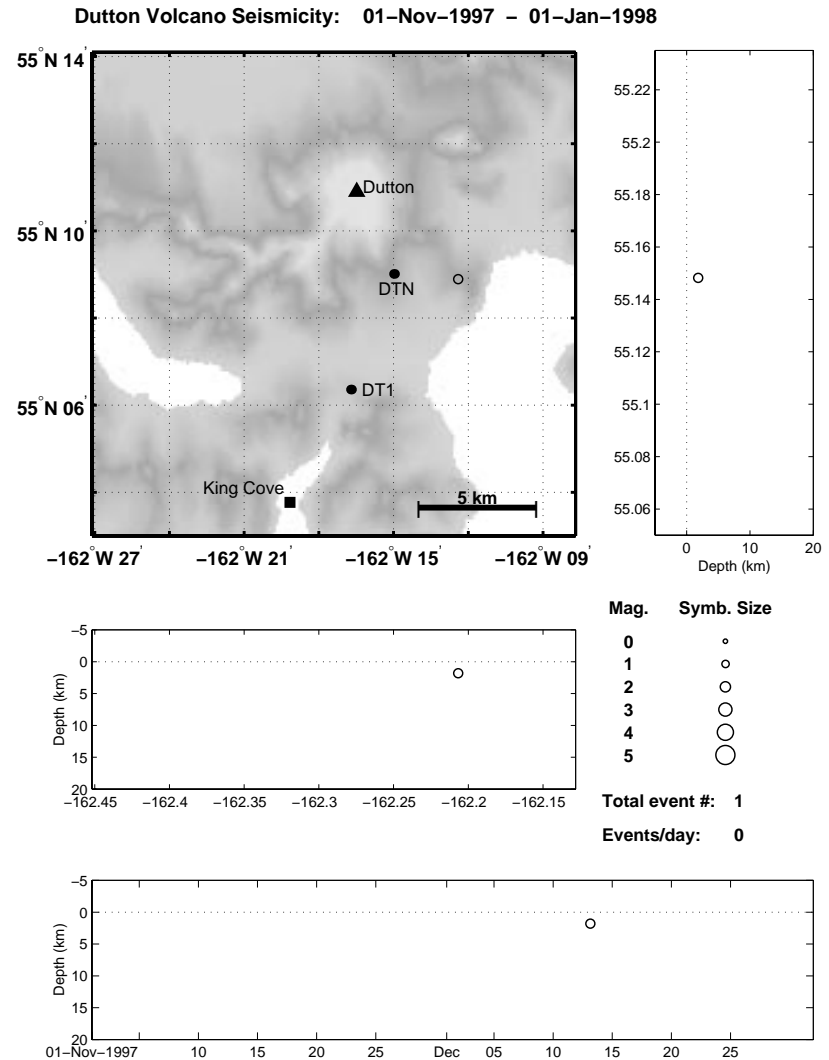 Dutton Volcano Seismicity: 01−Nov−1997 − 01−Jan−1998
55°N 14'
55°N 10'
55°N 06'
Dutton
DTN
DT1
King Cove
5 km
−162°W 27'
−162°W 21'
−162°W 15'
−162°W 09'
55.22
55.2
55.18
55.16
55.14
55.12
55.1
55.08
55.06
0 10 20
Depth (km)
−5
0
5
10
15
20
Depth (km)
−162.45 −162.4 −162.35 −162.3 −162.25 −162.2 −162.15
Mag. Symb. Size
0
1
2
3
4
5
Total event #: 1
Events/day: 0
−5
0
5
10
15
20
Depth (km)
01−Nov−1997 10 15 20 25 Dec 05 10 15 20 25